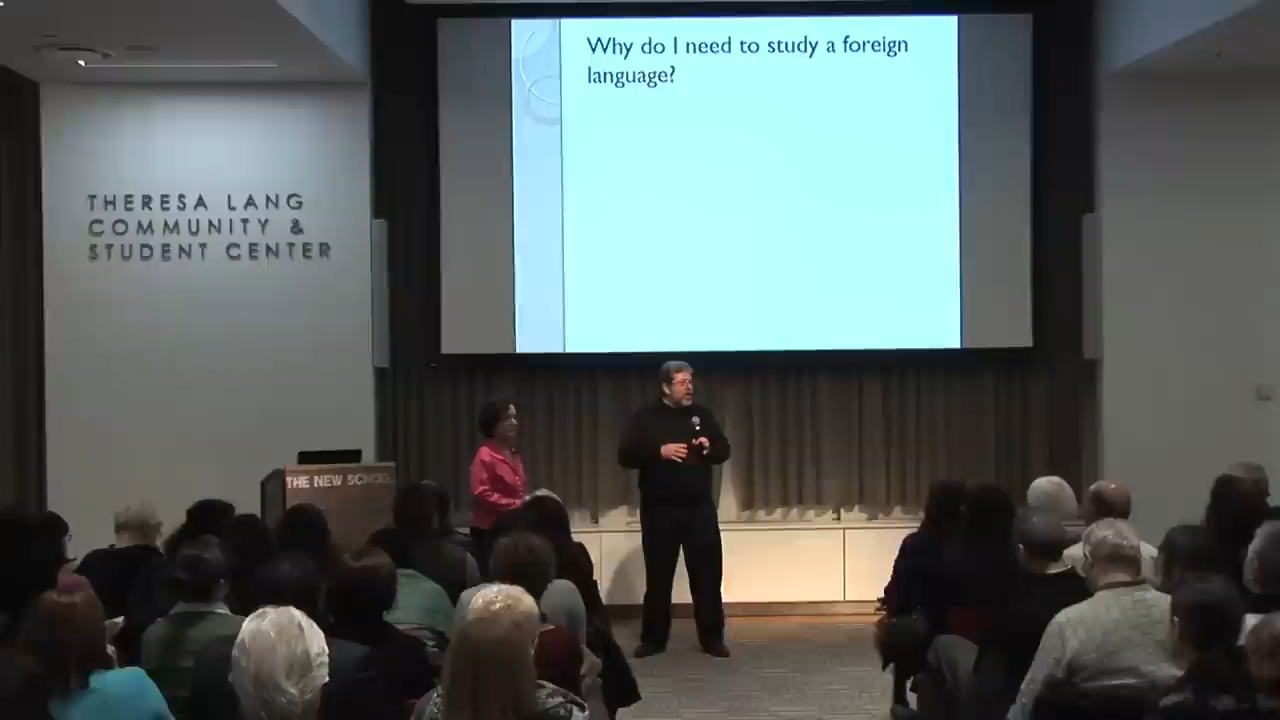 Why do I need to study a foreign
language?
THERESA LANG
COMMUNITY &
STUDENT CENTER
THE NEW SCHOOL